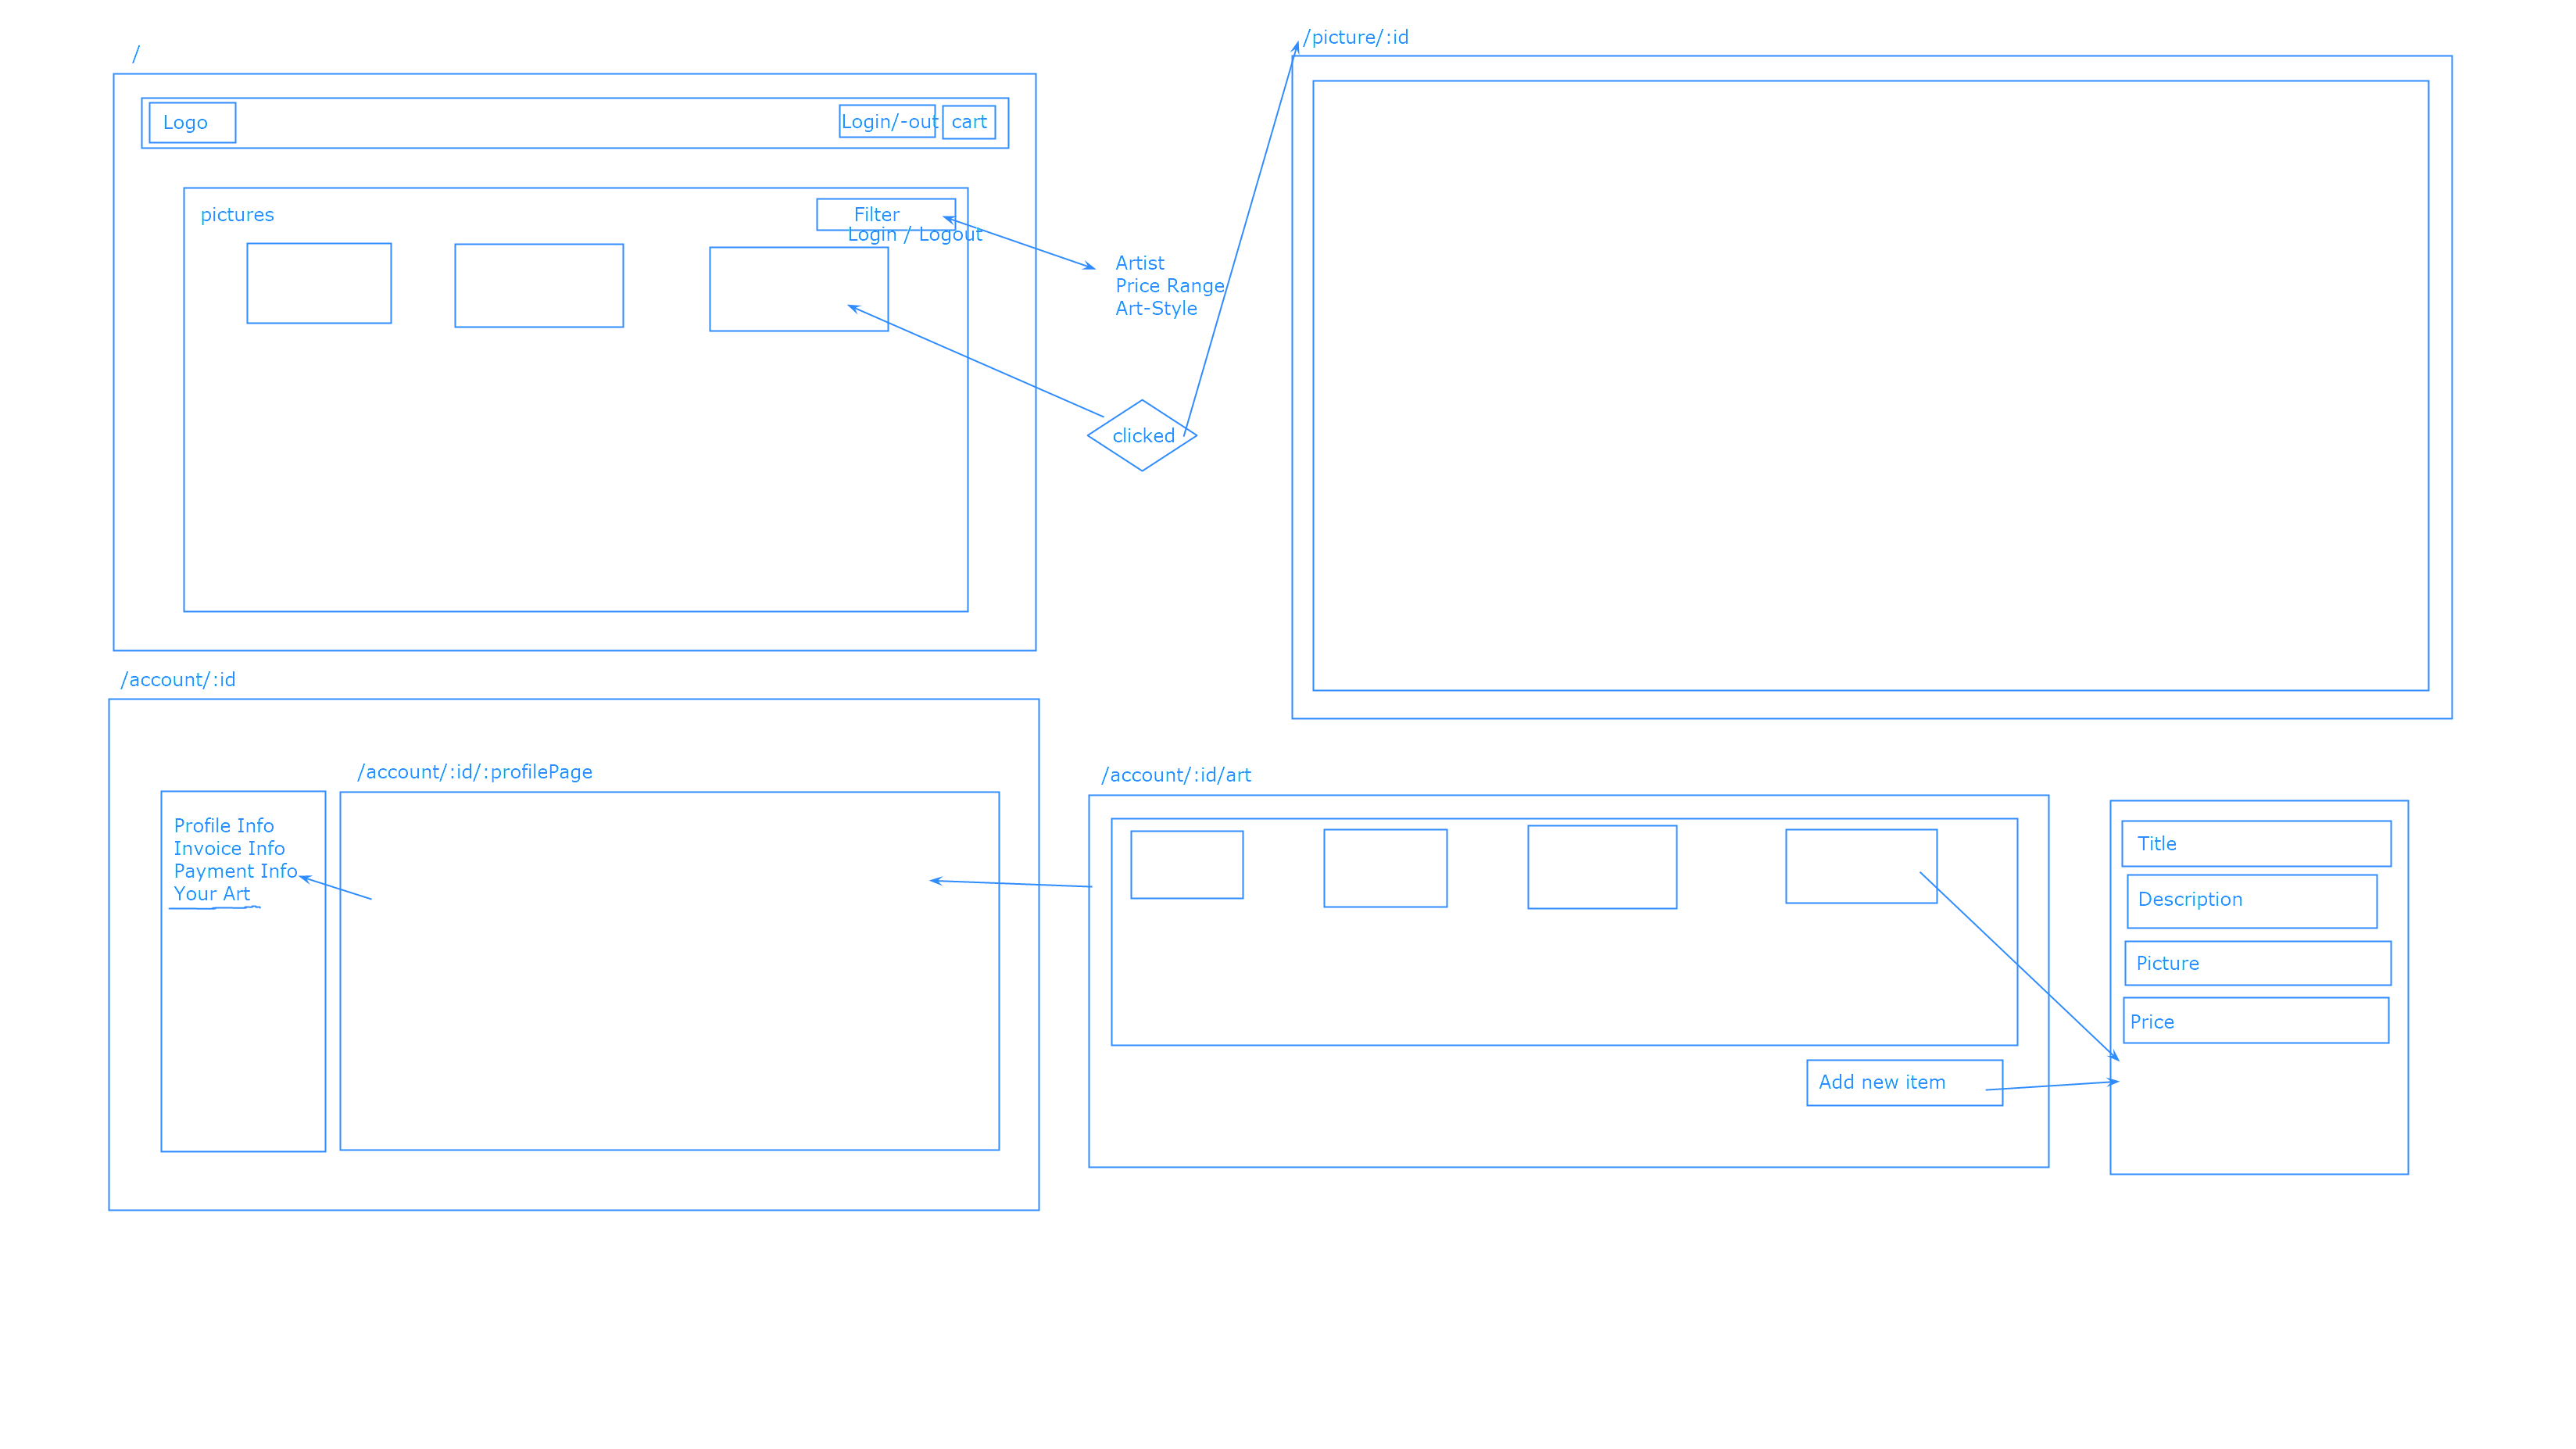 /
Logo
Login/-out
cart
pictures
Filter
Login / Logout
Artist
Price Range
Art-Style
clicked
/picture/:id
/account/:id
/account/:id/:profilePage
Profile Info
Invoice Info
Payment Info
Your Art
/account/:id/art
Add new item
Title
Description
Picture
Price